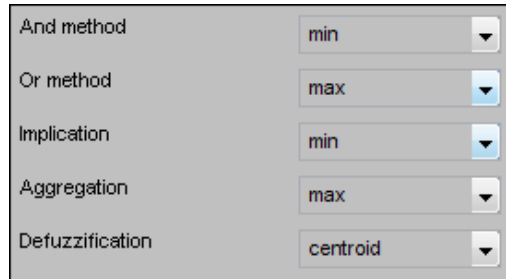 And method min
Or method max
Implication min
Aggregation max
Defuzzification centroid